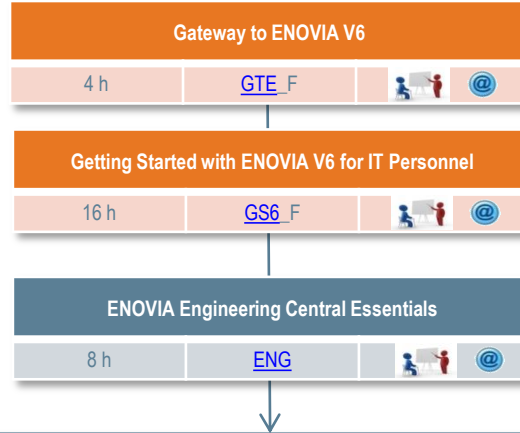 Gateway to ENOVIA V6
4 h GTE_F @
Getting Started with ENOVIA V6 for IT Personnel
16 h GS6_F @
ENOVIA Engineering Central Essentials
8 h ENG @